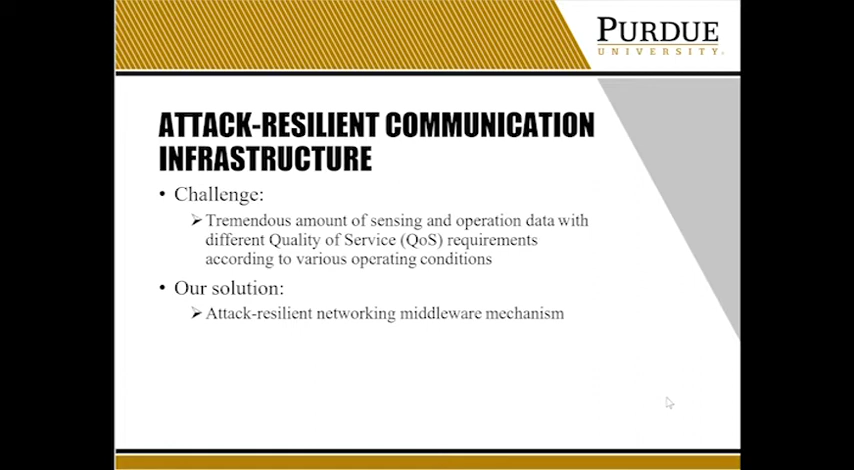 PURDUE
UNIVERSITY
ATTACK-RESILIENT COMMUNICATION
INFRASTRUCTURE
• Challenge:
➢ Tremendous amount of sensing and operation data with
different Quality of Service (QoS) requirements
according to various operating conditions
• Our solution:
➢ Attack-resilient networking middleware mechanism